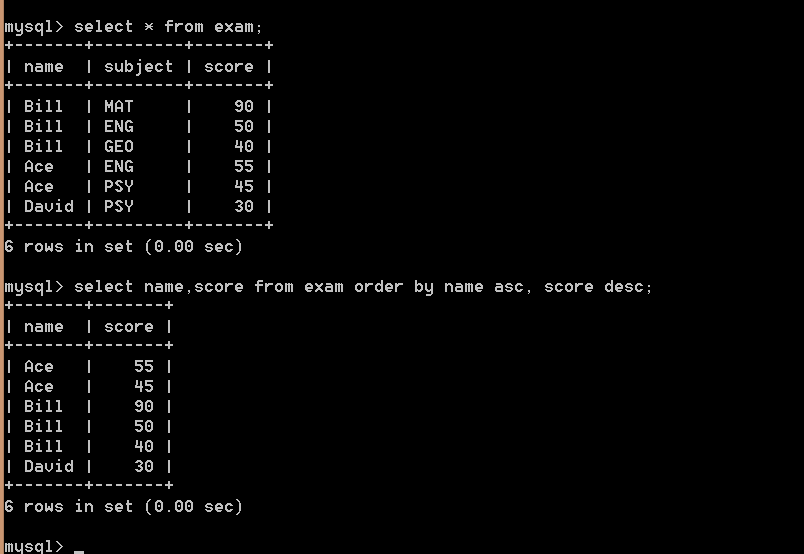 mysql> select * from exam;
+-------+---------+-------+
| name  | subject | score |
+-------+---------+-------+
| Bill  | MAT     |    90 |
| Bill  | ENG     |    50 |
| Bill  | GEO     |    40 |
| Ace   | ENG     |    55 |
| Ace   | PSY     |    45 |
| David | PSY     |    30 |
+-------+---------+-------+
6 rows in set (0.00 sec)
mysql> select name,score from exam order by name asc, score desc;
+-------+-------+
| name  | score |
+-------+-------+
| Ace   |    55 |
| Ace   |    45 |
| Bill  |    90 |
| Bill  |    50 |
| Bill  |    40 |
| David |    30 |
+-------+-------+
6 rows in set (0.00 sec)
mysql> _